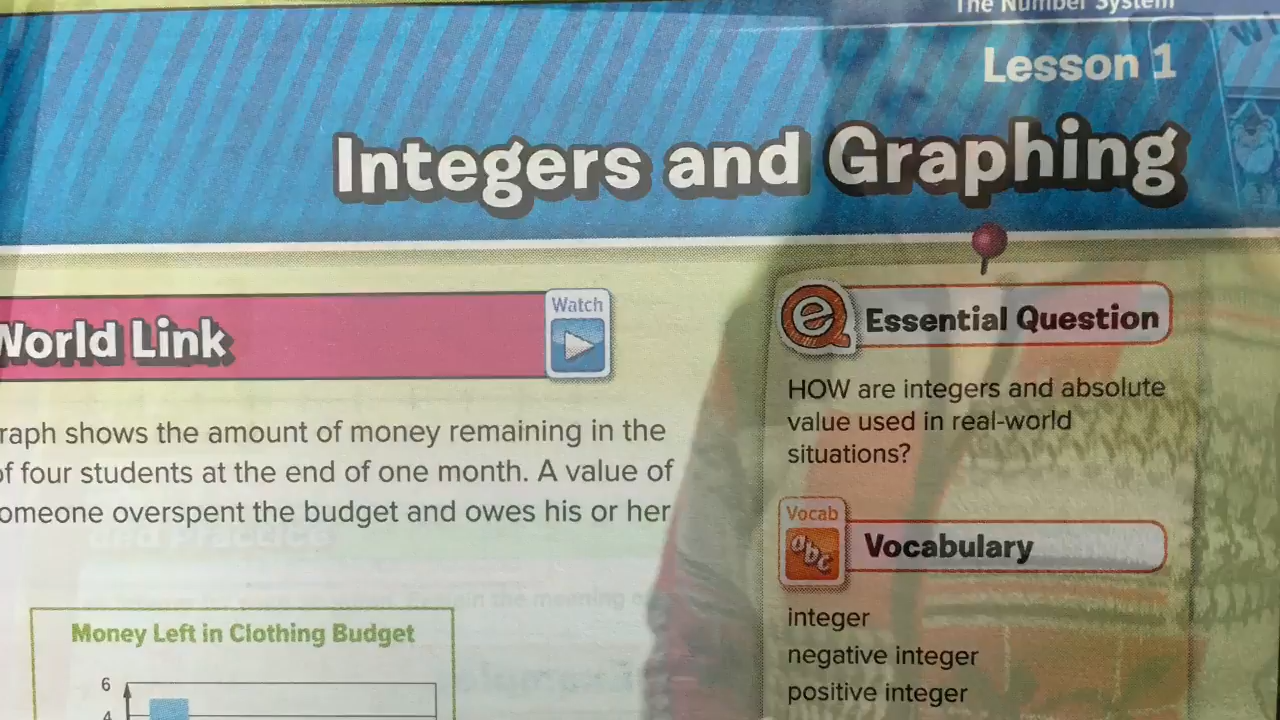 The Number System
Lesson 1
Integers and Graphing
World Link
Watch
raph shows the amount of money remaining in the
of four students at the end of one month. A value of
omeone overspent the budget and owes his or her
Money Left in Clothing Budget
6
4
Essential Question
HOW are integers and absolute
value used in real-world
situations?
Vocab
abc
Vocabulary
integer
negative integer
positive integer